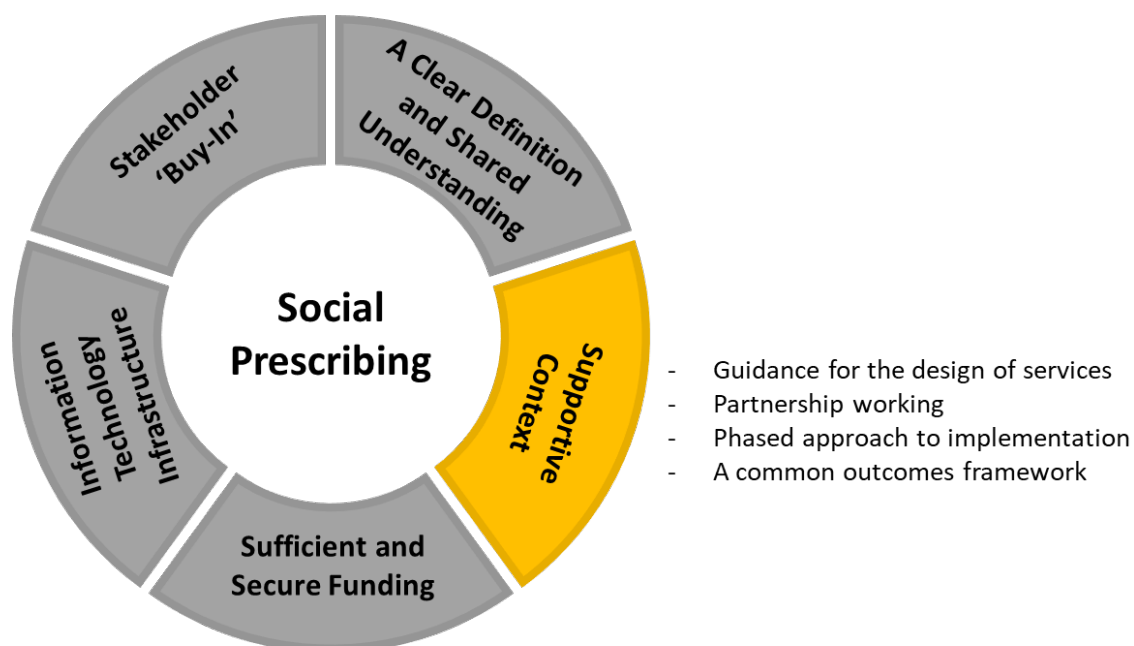 Stakeholder
‘Buy-In’
A Clear Definition
and Shared
Understanding
Supportive
Context
Sufficient and
Secure Funding
Information
Technology
Infrastructure
Social
Prescribing
- Guidance for the design of services
- Partnership working
- Phased approach to implementation
- A common outcomes framework